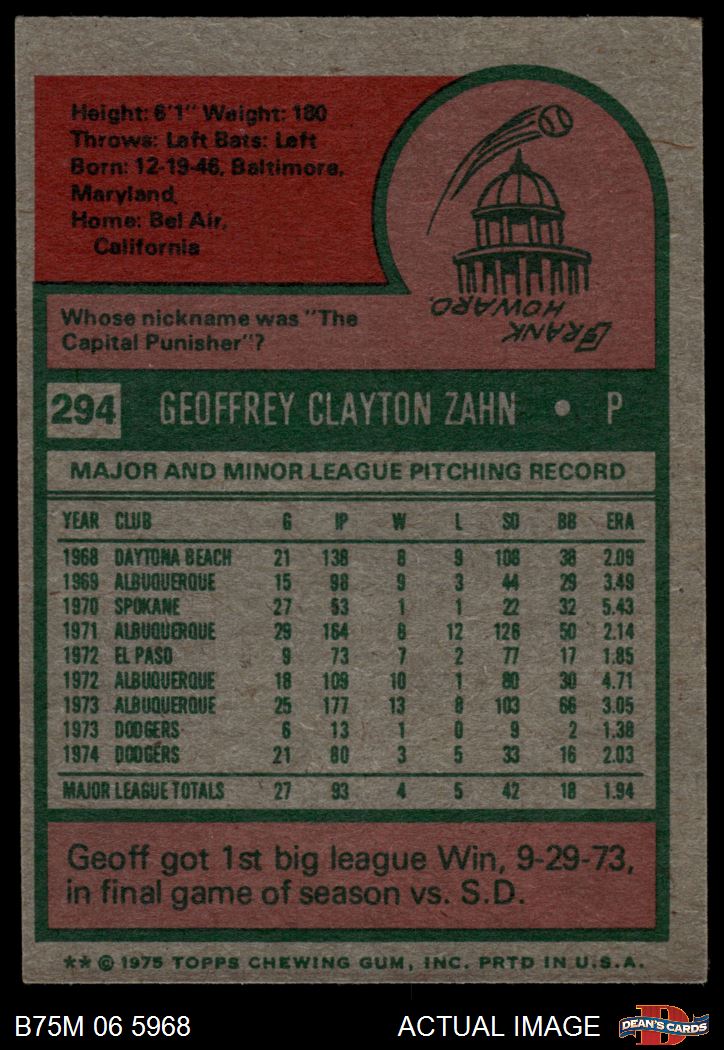 Height: 6'1" Weight: 180
Throws: Left Bats: Left
Born: 12-19-46, Baltimore,
Maryland
Home: Bel Air,
California
FRANK
HOWARD.
Whose nickname was "The
Capital Punisher"?
294 GEOFFREY CLAYTON ZAHN • P
MAJOR AND MINOR LEAGUE PITCHING RECORD
YEAR CLUB G IP W L SO BB ERA
1968 DAYTONA BEACH 21 138 8 9 108 38 2.09
1969 ALBUQUERQUE 15 98 9 3 44 29 3.49
1970 SPOKANE 27 53 1 1 22 32 5.43
1971 ALBUQUERQUE 29 164 8 12 126 50 2.14
1972 EL PASO 9 73 7 2 77 17 1.85
1972 ALBUQUERQUE 18 109 10 1 80 30 4.71
1973 ALBUQUERQUE 25 177 13 8 103 66 3.05
1973 DODGERS 6 13 1 0 9 2 1.38
1974 DODGERS 21 80 3 5 33 16 2.03
MAJOR LEAGUE TOTALS 27 93 4 5 42 18 1.94
Geoff got 1st big league Win, 9-29-73,
in final game of season vs. S.D.
** © 1975 TOPPS CHEWING GUM, INC. PRTD IN U.S.A.
B75M 06 5968 ACTUAL IMAGE D DEAN'S CARDS